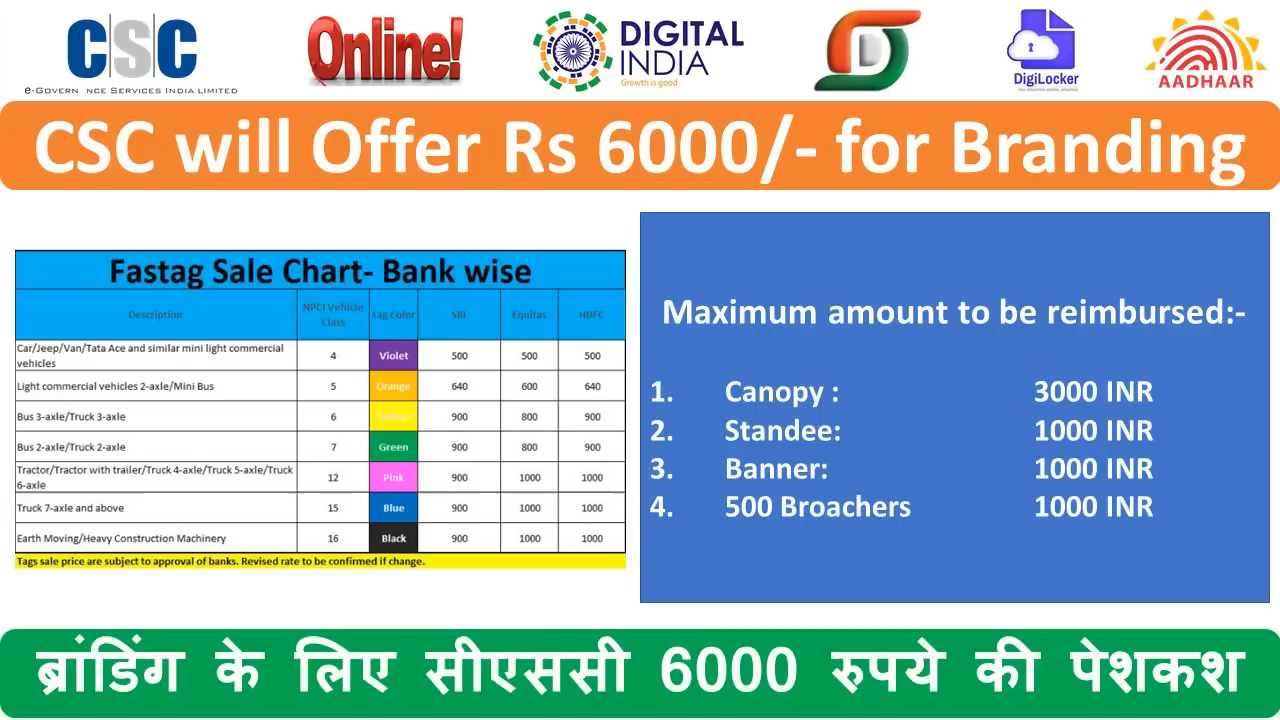 CSC
e-Govern nce Services India Limited
Online!
DIGITAL
INDIA
Growth is good
DigiLocker
AADHAAR
CSC will Offer Rs 6000/- for Branding
Fastag Sale Chart- Bank wise
Description NPCI Vehicle Class Tag Color SBI Equitas HDFC
Car/Jeep/Van/Tata Ace and similar mini light commercial
vehicles 4 Violet 500 500 500
Light commercial vehicles 2-axle/Mini Bus 5 Orange 640 600 640
Bus 3-axle/Truck 3-axle 6 Yellow 900 800 900
Bus 2-axle/Truck 2-axle 7 Green 900 800 900
Tractor/Tractor with trailer/Truck 4-axle/Truck 5-axle/Truck
6-axle 12 Pink 900 1000 1000
Truck 7-axle and above 15 Blue 900 1000 1000
Earth Moving/Heavy Construction Machinery 16 Black 900 1000 1000
Tags sale price are subject to approval of banks. Revised rate to be confirmed if change.
Maximum amount to be reimbursed:-
1. Canopy : 3000 INR
2. Standee: 1000 INR
3. Banner: 1000 INR
4. 500 Broachers 1000 INR
ब्रांडिंग के लिए सीएससी 6000 रुपये की पेशकश